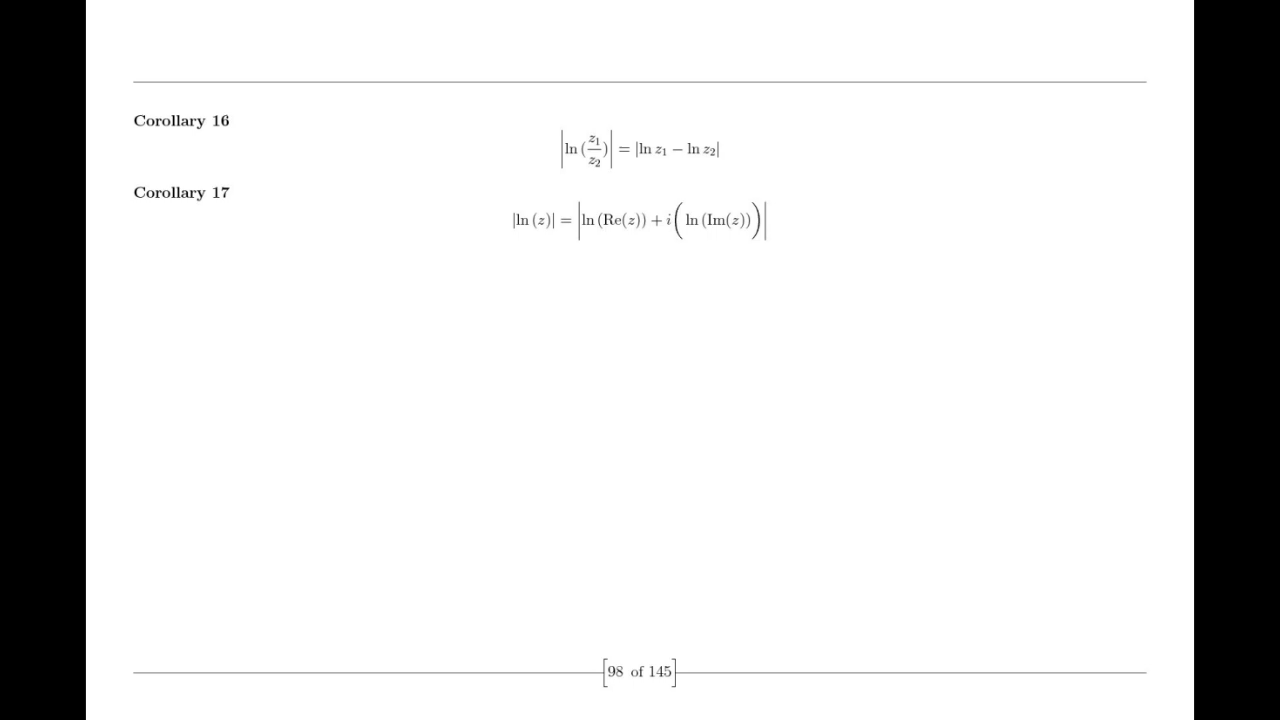 Corollary 16
|ln (z₁/z₂)| = |ln z₁ − ln z₂|
Corollary 17
|ln (z)| = |ln (Re(z)) + i( ln (Im(z)))|
[98 of 145]